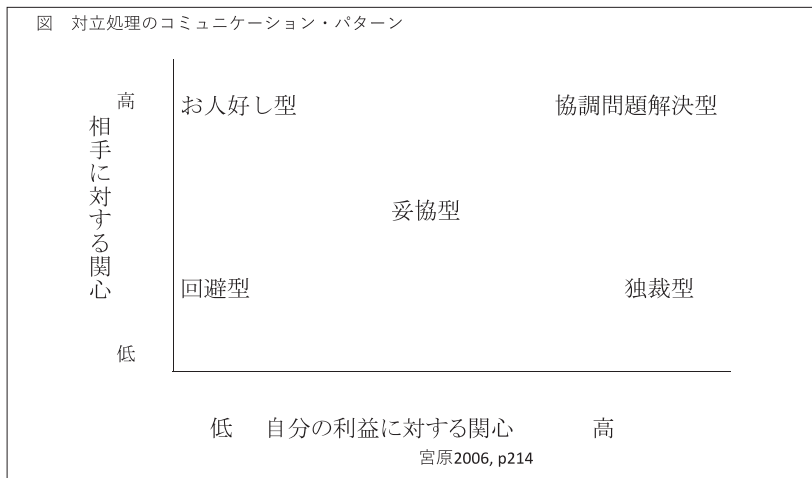 図　対立処理のコミュニケーション・パターン
高
相手に対する関心
低
お人好し型
協調問題解決型
妥協型
回避型
独裁型
低　自分の利益に対する関心　高
宮原2006, p214